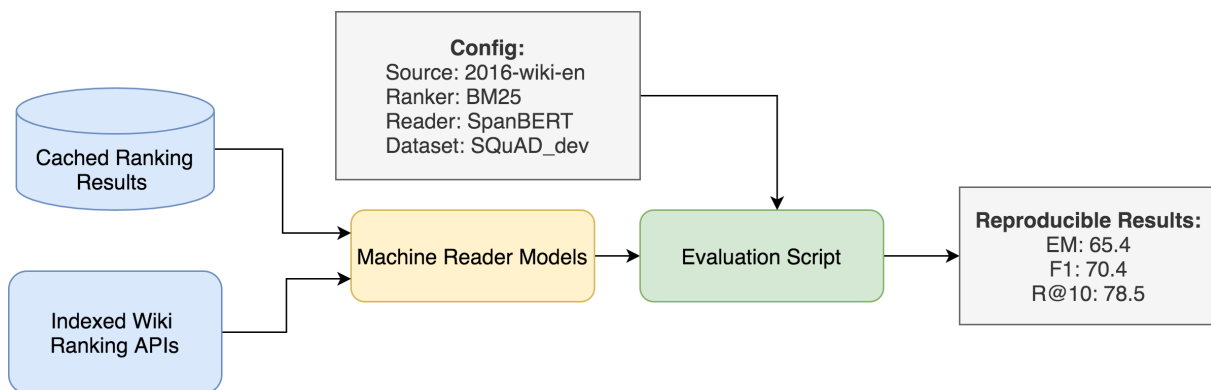 Config:
Source: 2016-wiki-en
Ranker: BM25
Reader: SpanBERT
Dataset: SQuAD_dev
Cached Ranking
Results
Indexed Wiki
Ranking APIs
Machine Reader Models
Evaluation Script
Reproducible Results:
EM: 65.4
F1: 70.4
R@10: 78.5